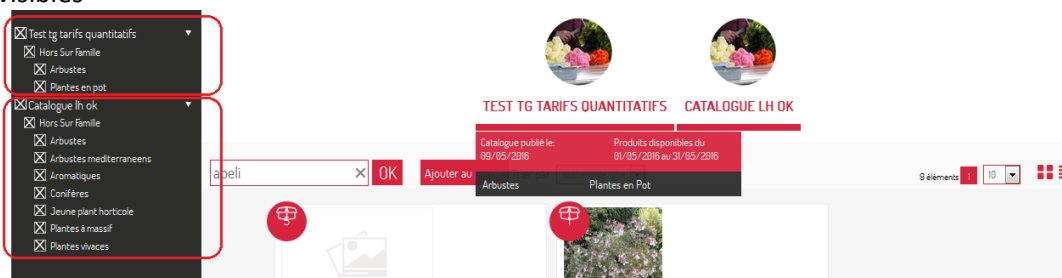 Test tg tarifs quantitatifs
Hors Sur Famille
Arbustes
Plantes en pot
Catalogue lh ok
Hors Sur Famille
Arbustes
Arbustes mediterraneens
Aromatiques
Conifères
Jeune plant horticole
Plantes à massif
Plantes vivaces
TEST TG TARIFS QUANTITATIFS
CATALOGUE LH OK
Catalogue publié le:
09/05/2016
Produits disponibles du
01/05/2016 au 31/05/2016
Arbustes
Plantes en Pot
abeli
OK
Ajouter au
9 éléments
1
18
5